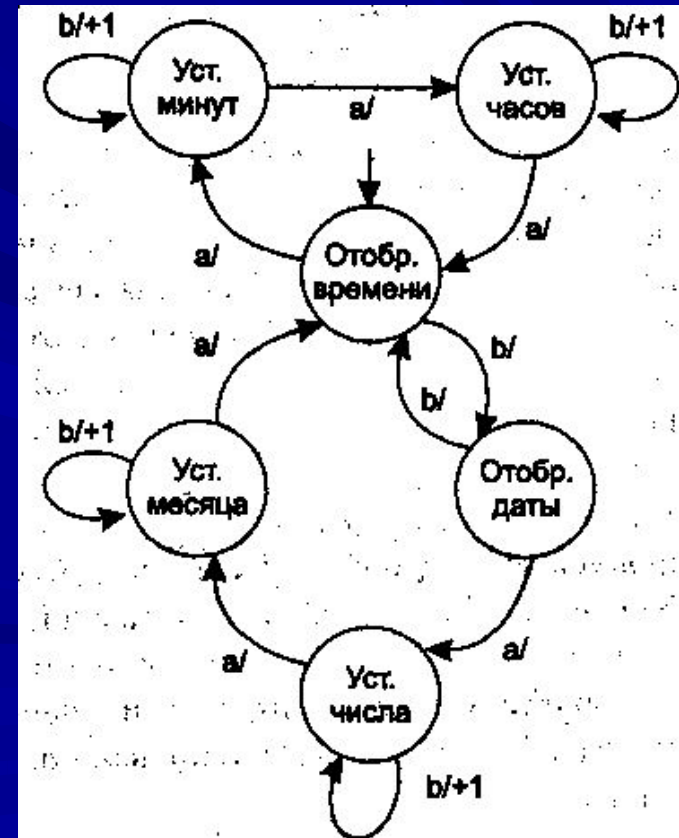 b/+1
b/+1
Уст.
минут
Уст.
часов
a/
a/
a/
Отобр.
времени
a/
b/
b/
b/+1
Уст.
месяца
Отобр.
даты
a/
a/
Уст.
числа
b/+1